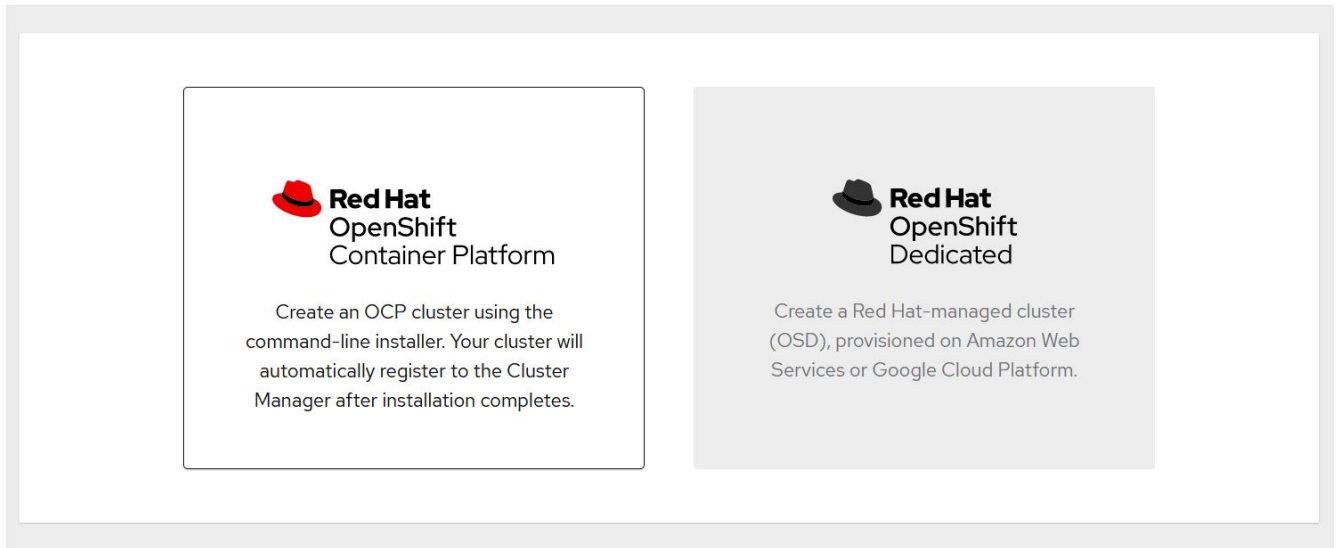 Red Hat
OpenShift
Container Platform
Create an OCP cluster using the
command-line installer. Your cluster will
automatically register to the Cluster
Manager after installation completes.
Red Hat
OpenShift
Dedicated
Create a Red Hat-managed cluster
(OSD), provisioned on Amazon Web
Services or Google Cloud Platform.